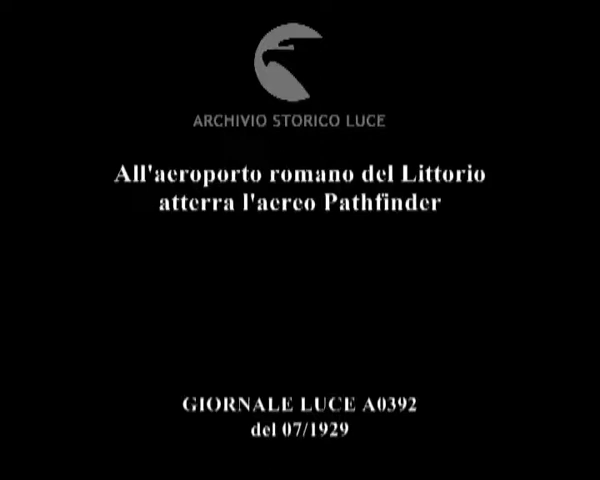 ARCHIVIO STORICO LUCE
All'aeroporto romano del Littorio
atterra l'aereo Pathfinder
GIORNALE LUCE A0392
del 07/1929